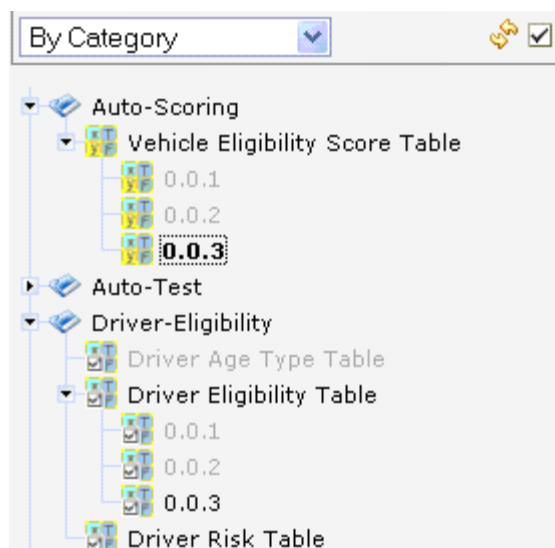 By Category
Auto-Scoring
Vehicle Eligibility Score Table
0.0.1
0.0.2
0.0.3
Auto-Test
Driver-Eligibility
Driver Age Type Table
Driver Eligibility Table
0.0.1
0.0.2
0.0.3
Driver Risk Table